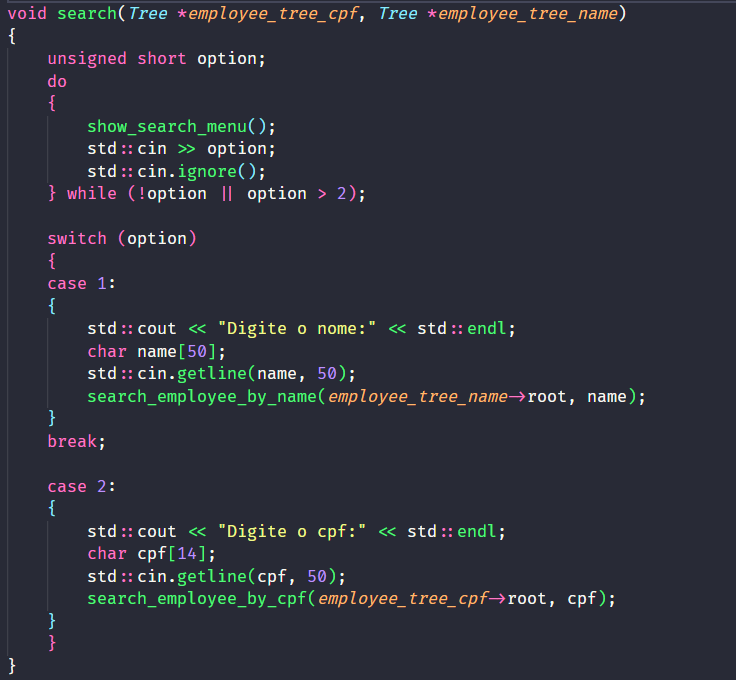 void search(Tree *employee_tree_cpf, Tree *employee_tree_name)
{
    unsigned short option;
    do
    {
        show_search_menu();
        std::cin >> option;
        std::cin.ignore();
    } while (!option || option > 2);

    switch (option)
    {
    case 1:
    {
        std::cout << "Digite o nome:" << std::endl;
        char name[50];
        std::cin.getline(name, 50);
        search_employee_by_name(employee_tree_name->root, name);
    }
    break;

    case 2:
    {
        std::cout << "Digite o cpf:" << std::endl;
        char cpf[14];
        std::cin.getline(cpf, 50);
        search_employee_by_cpf(employee_tree_cpf->root, cpf);
    }
    }
}